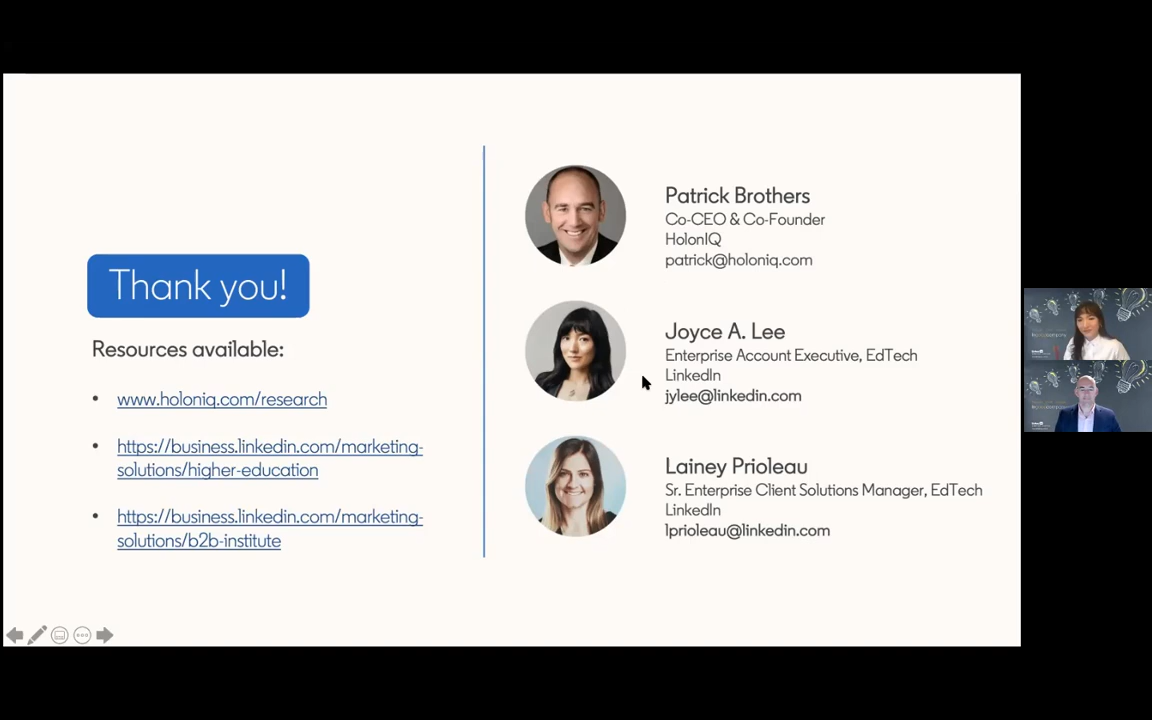 Thank you!
Resources available:
• www.holoniq.com/research
• https://business.linkedin.com/marketing-
solutions/higher-education
• https://business.linkedin.com/marketing-
solutions/b2b-institute
Patrick Brothers
Co-CEO & Co-Founder
HolonIQ
patrick@holoniq.com
Joyce A. Lee
Enterprise Account Executive, EdTech
LinkedIn
jylee@linkedin.com
Lainey Prioleau
Sr. Enterprise Client Solutions Manager, EdTech
LinkedIn
lprioleau@linkedin.com